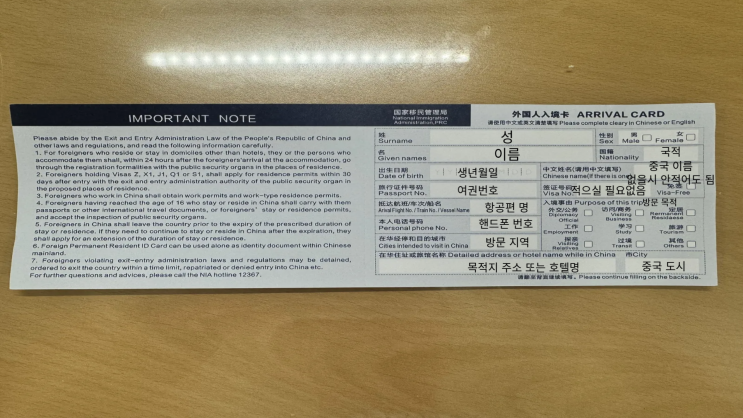 IMPORTANT NOTE
Please abide by the Exit and Entry Administration Law of the People's Republic of China and
other laws and regulations, and read the following information carefully.
1. For foreigners who reside or stay in domiciles other than hotels, they or the persons who
accommodate them shall, within 24 hours after the foreigners'arrival at the accommodation, go
through the registration formalities with the public security organs in the places of residence.
2. Foreigners holding Visas Z, X1, J1, Q1 or S1, shall apply for residence permits within 30
days after entry with the exit and entry administration authority of the public security organ in
the proposed places of residence.
3. Foreigners who work in China shall obtain work permits and work-type residence permits.
4. Foreigners having reached the age of 16 who stay or reside in China shall carry with them
passports or other international travel documents, or foreigners' stay or residence permits,
and accept the inspection of public security organs.
5. Foreigners in China shall leave the country prior to the expiry of the prescribed duration of
stay or residence. If they need to continue to stay or reside in China after the expiration, they
shall apply for an extension of the duration of stay or residence.
6. Foreign Permanent Resident ID Card can be used alone as identity document within Chinese
mainland.
7. Foreigners violating exit-entry administration laws and regulations may be detained,
ordered to exit the country within a time limit, repatriated or denied entry into China etc.
For further questions and advices, please call the NIA hotline 12367.
国家移民管理局
National Immigration
Administration,PRC
外国人入境卡 ARRIVAL CARD
请使用中文或英文清楚填写 Please complete clearly in Chinese or English
姓
Surname
성
性别
Sex
男
Male
女
Female
名
Given names
이름
国籍
Nationality
국적
出生日期
Date of birth
생년월일
中文姓名(请用中文填写)
Chinese name(if there is one)
중국 이름
없을시 안적어도 됨
旅行证件号码
Passport No.
여권번호
签证号码
Visa No.
적으실 필요없음
Visa-Free
抵达航班/车次/船名
Arrival Flight No./ Train No./ Vessel Name
항공편 명
入境事由 Purpose of this trip
방문 목적
外交/公务
Diplomacy
Official
访问/商务
Visiting
Business
定居
Permanent
Residence
本人电话号码
Personal phone No.
핸드폰 번호
工作
Employment
学习
Study
旅游
Tourism
在华经停和目的城市
Cities intended to visit in China
방문 지역
探亲
Visiting
Relatives
过境
Transit
其他
Others
在华住址或旅馆名称 Detailed address or hotel name while in China
市City
목적지 주소 또는 호텔명
중국 도시
Please continue filling on the backside.